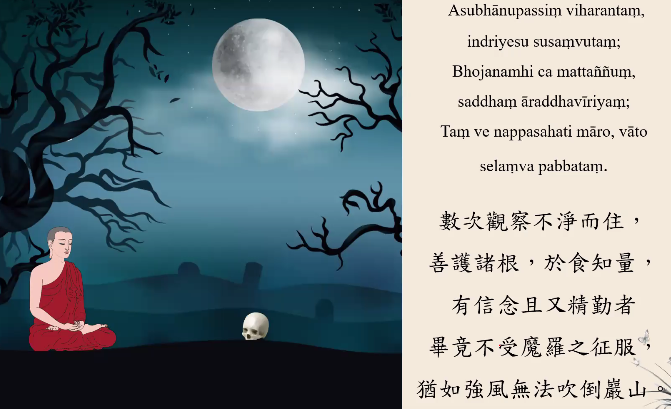 Asubhānupassiṃ viharantaṃ,
indriyesu susaṃvutaṃ;
Bhojanamhi ca mattaññuṃ,
saddhaṃ āraddhavīriyaṃ;
Taṃ ve nappasahati māro, vāto
selaṃva pabbataṃ.
數次觀察不淨而住，
善護諸根，於食知量，
有信念且又精勤者
畢竟不受魔羅之征服，
猶如強風無法吹倒巖山。